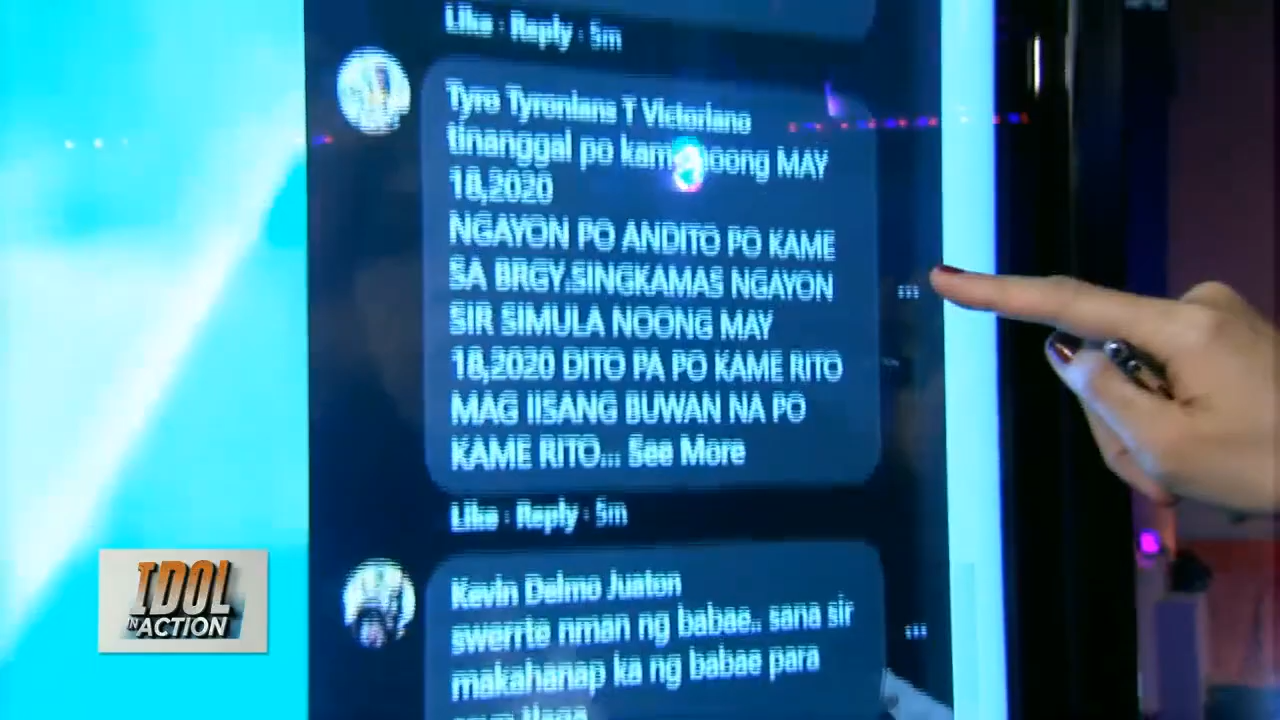 Like · Reply · 5m
Tyro Tyronians T Victoriano
tinanggal po kame noong MAY
18,2020
NGAYON PO ANDITO PO KAME
SA BRGY.SINGKAMAS NGAYON
SIR SIMULA NOONG MAY
18,2020 DITO PA PO KAME RITO
MAG IISANG BUWAN NA PO
KAME RITO... See More
Like · Reply · 5m
Kevin Delmo Juaton
swerrte nman ng babae.. sana sir
makahanap ka ng babae para
IDOL
IN ACTION